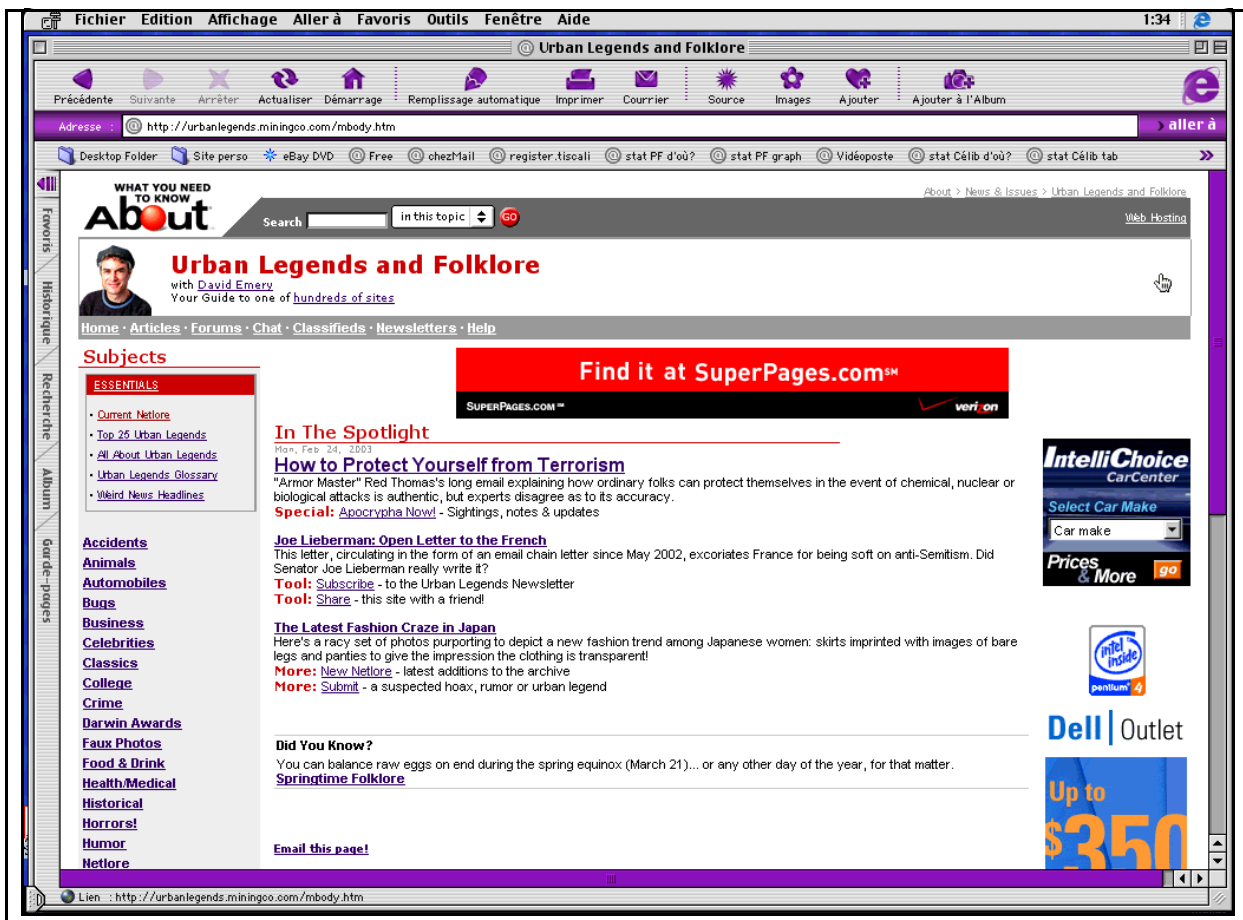 Fichier Edition Affichage Aller à Favoris Outils Fenêtre Aide 1:34
Urban Legends and Folklore
Précédente Suivante Arrêter Actualiser Démarrage Remplissage automatique Imprimer Courrier Source Images Ajouter Ajouter à l'Album
Adresse : http://urbanlegends.miningco.com/mbody.htm aller à
Desktop Folder Site perso eBay DVD Free chezMail register.tiscali stat PF d'où? stat PF graph Vidéoposte stat Célib d'où? stat Célib tab »
Favoris
Historique
Recherche
Album
Garde-pages
WHAT YOU NEED
TO KNOW
About
About > News & Issues > Urban Legends and Folklore
Search in this topic GO
Web Hosting
Urban Legends and Folklore
with David Emery
Your Guide to one of hundreds of sites
Home · Articles · Forums · Chat · Classifieds · Newsletters · Help
Subjects
ESSENTIALS
• Current Netlore
• Top 25 Urban Legends
• All About Urban Legends
• Urban Legends Glossary
• Weird News Headlines
Accidents
Animals
Automobiles
Bugs
Business
Celebrities
Classics
College
Crime
Darwin Awards
Faux Photos
Food & Drink
Health/Medical
Historical
Horrors!
Humor
Netlore
Find it at SuperPages.com℠
SUPERPAGES.COM℠ verizon
In The Spotlight
Mon, Feb 24, 2003
How to Protect Yourself from Terrorism
"Armor Master" Red Thomas's long email explaining how ordinary folks can protect themselves in the event of chemical, nuclear or
biological attacks is authentic, but experts disagree as to its accuracy.
Special: Apocrypha Now! - Sightings, notes & updates
Joe Lieberman: Open Letter to the French
This letter, circulating in the form of an email chain letter since May 2002, excoriates France for being soft on anti-Semitism. Did
Senator Joe Lieberman really write it?
Tool: Subscribe - to the Urban Legends Newsletter
Tool: Share - this site with a friend!
The Latest Fashion Craze in Japan
Here's a racy set of photos purporting to depict a new fashion trend among Japanese women: skirts imprinted with images of bare
legs and panties to give the impression the clothing is transparent!
More: New Netlore - latest additions to the archive
More: Submit - a suspected hoax, rumor or urban legend
Did You Know?
You can balance raw eggs on end during the spring equinox (March 21)... or any other day of the year, for that matter.
Springtime Folklore
Email this page!
IntelliChoice
CarCenter
Select Car Make
Car make
Prices
& More go
intel
inside
pentium 4
Dell Outlet
Up to
$350
Lien : http://urbanlegends.miningco.com/mbody.htm